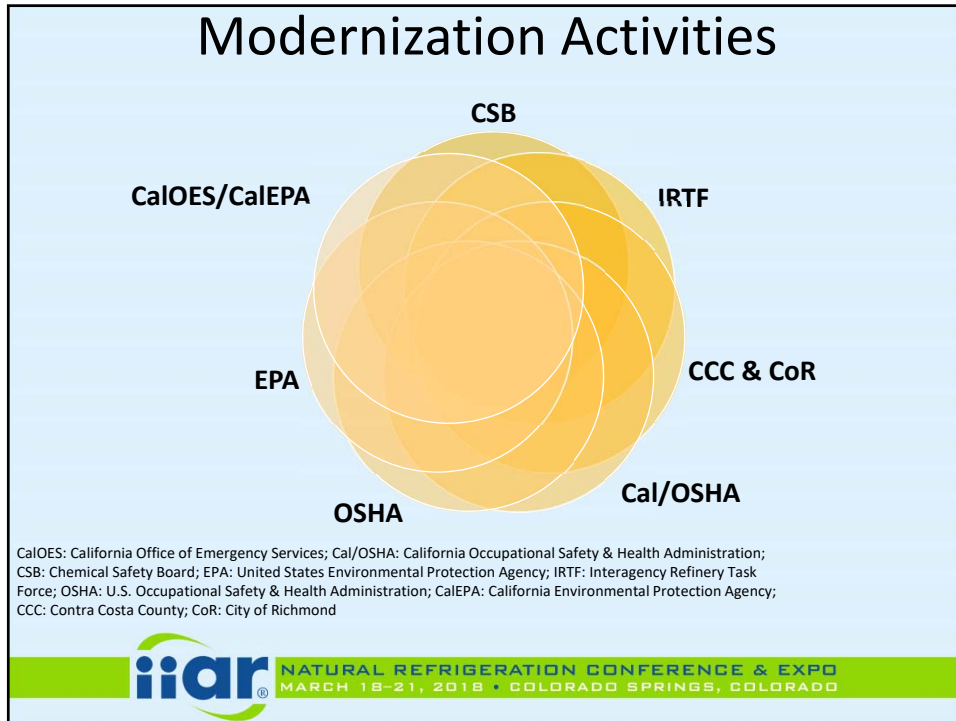 Modernization Activities
CSB
CalOES/CalEPA
IRTF
EPA
CCC & CoR
OSHA
Cal/OSHA
CalOES: California Office of Emergency Services; Cal/OSHA: California Occupational Safety & Health Administration;
CSB: Chemical Safety Board; EPA: United States Environmental Protection Agency; IRTF: Interagency Refinery Task
Force; OSHA: U.S. Occupational Safety & Health Administration; CalEPA: California Environmental Protection Agency;
CCC: Contra Costa County; CoR: City of Richmond
iiar®
NATURAL REFRIGERATION CONFERENCE & EXPO
MARCH 18–21, 2018 • COLORADO SPRINGS, COLORADO